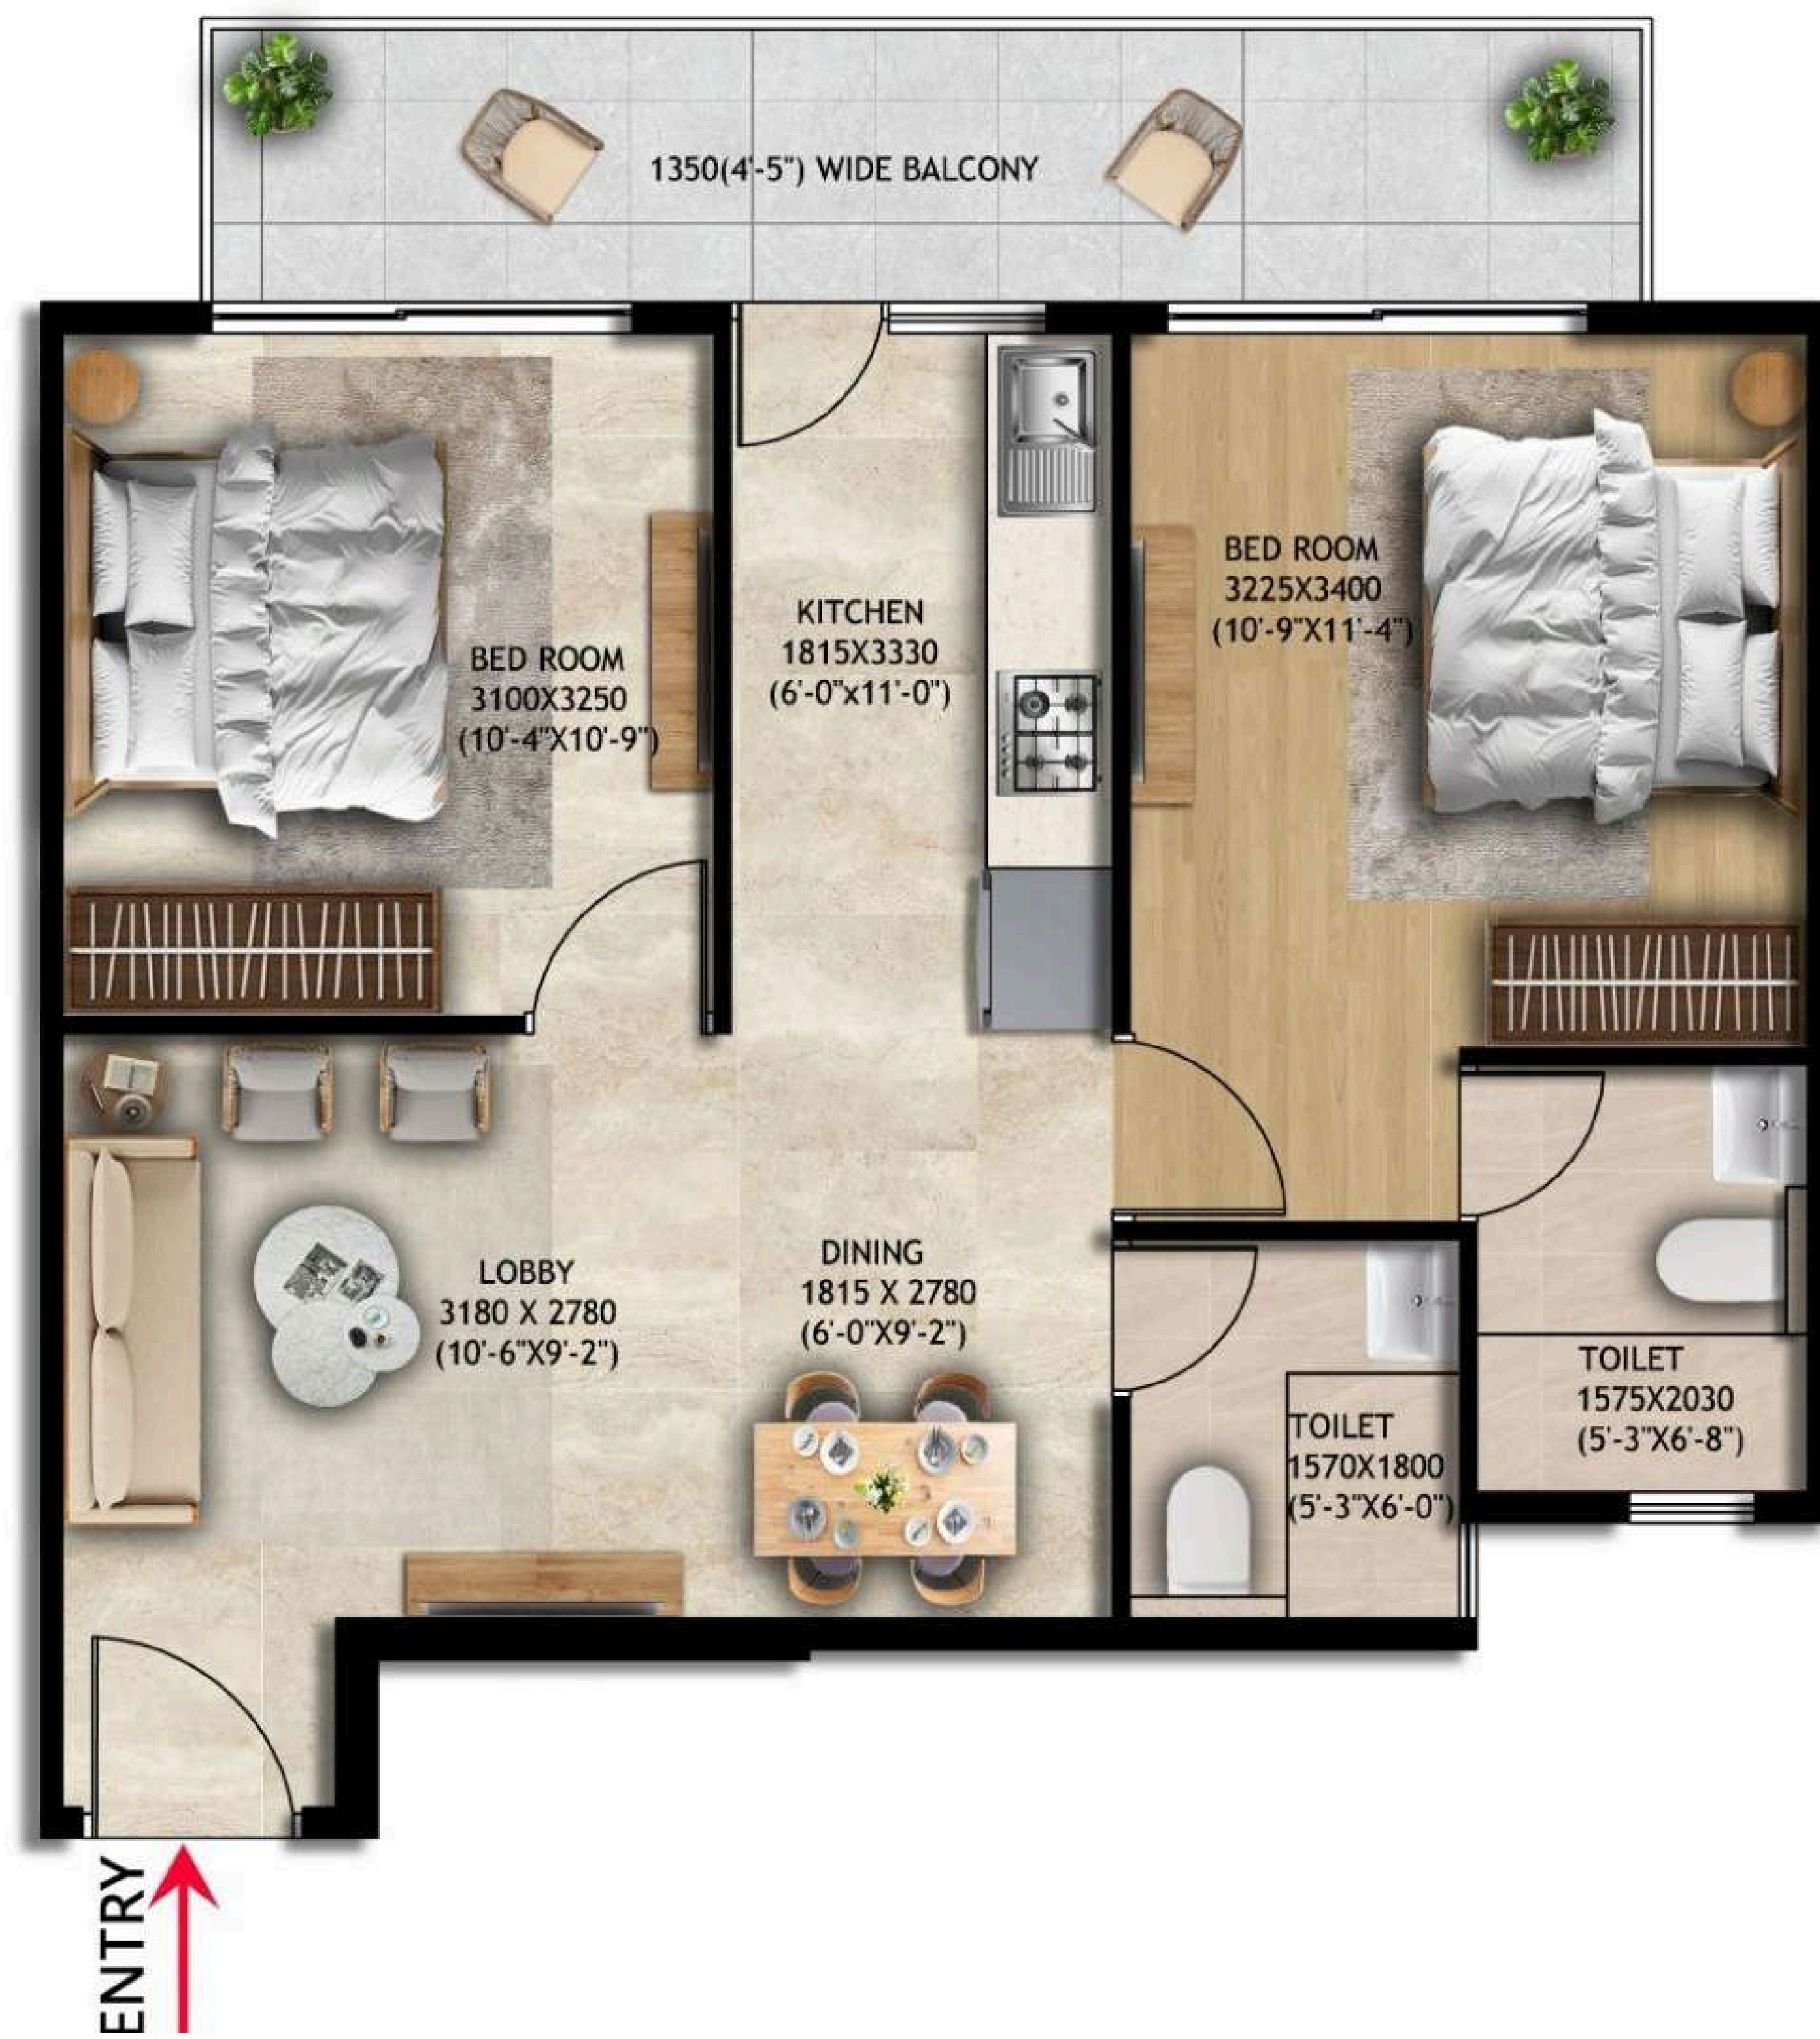 1350(4'-5") WIDE BALCONY
BED ROOM
3100X3250
(10'-4"X10'-9")
KITCHEN
1815X3330
(6'-0"x11'-0")
BED ROOM
3225X3400
(10'-9"X11'-4")
LOBBY
3180 X 2780
(10'-6"X9'-2")
DINING
1815 X 2780
(6'-0"X9'-2")
TOILET
1570X1800
(5'-3"X6'-0")
TOILET
1575X2030
(5'-3"X6'-8")
ENTRY